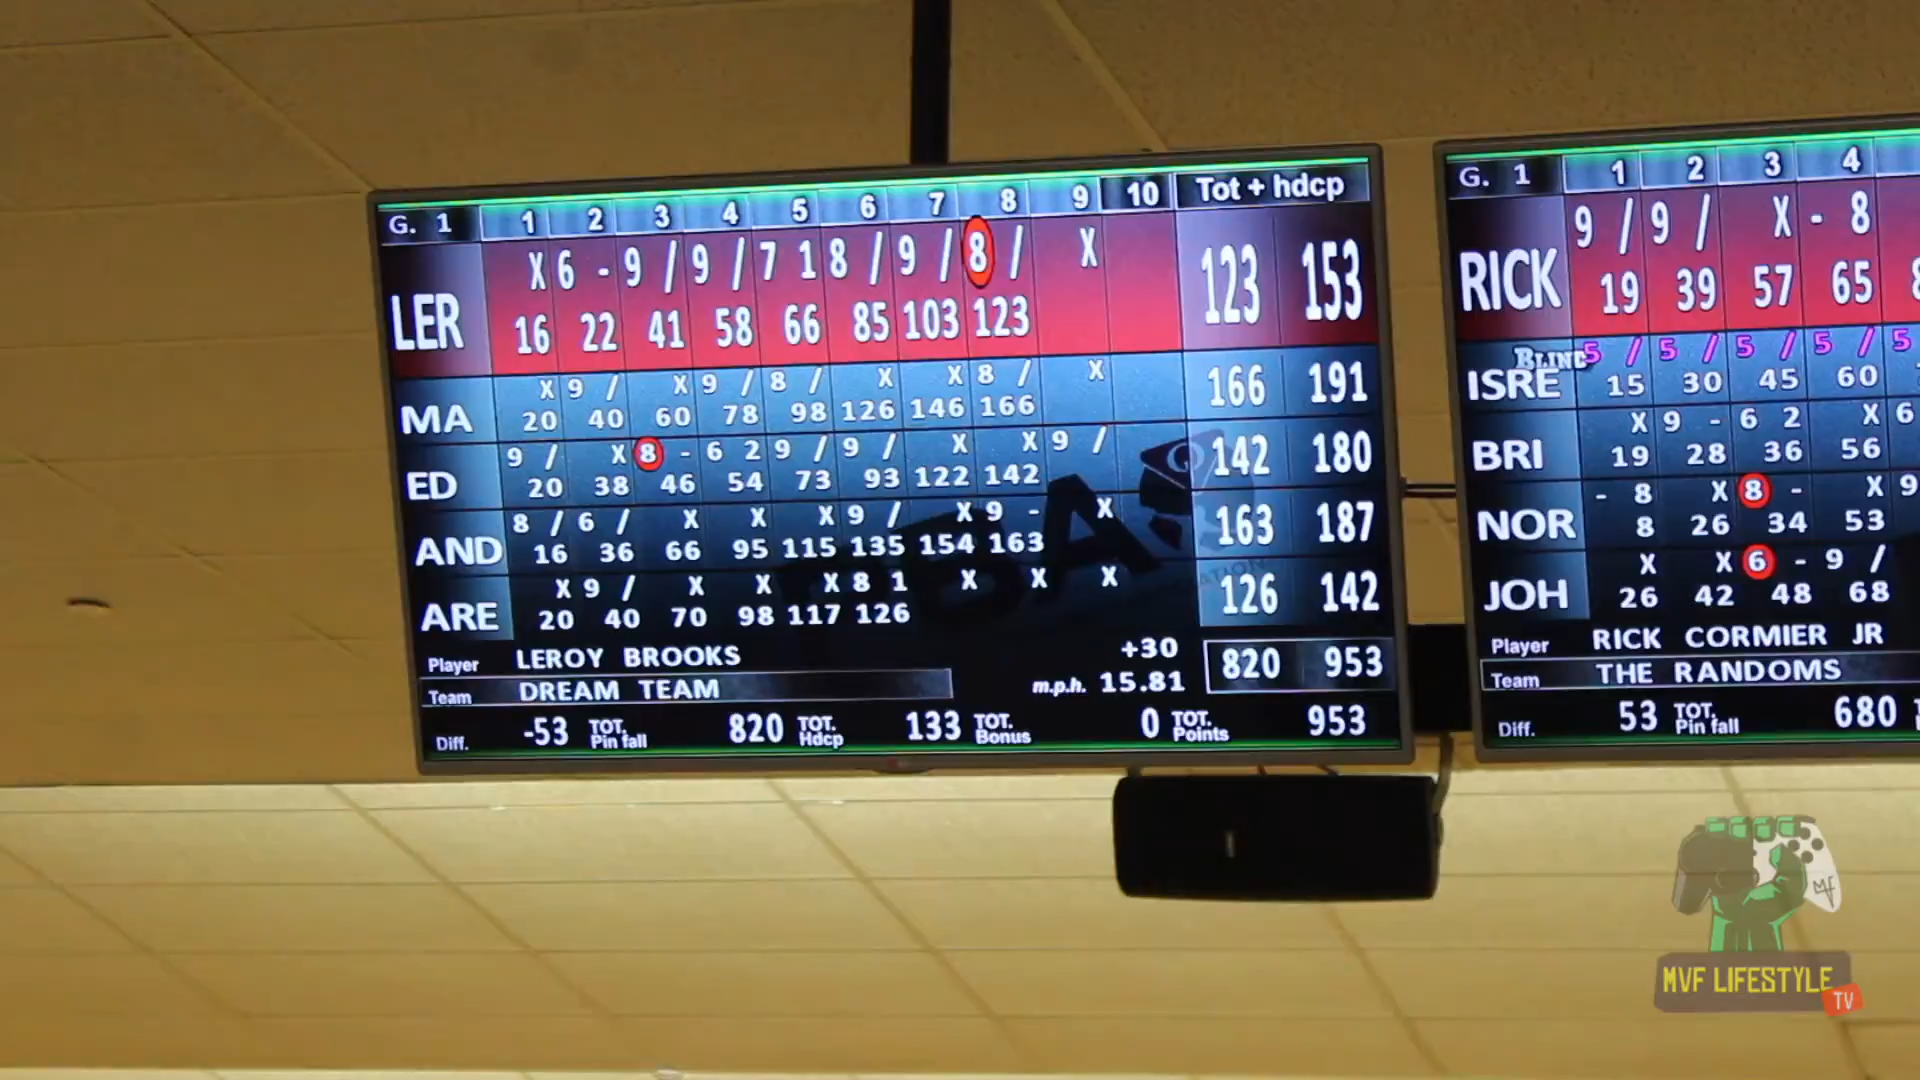 G. 1 1 2 3 4 5 6 7 8 9 10 Tot + hdcp
LER X 6 - 9 / 9 / 7 1 8 / 9 / 8 / X 123 153
16 22 41 58 66 85 103 123
MA X 9 / X 9 / 8 / X X 8 / X 166 191
20 40 60 78 98 126 146 166
ED 9 / X 8 - 6 2 9 / 9 / X X 9 / 142 180
20 38 46 54 73 93 122 142
AND 8 / 6 / X X X 9 / X 9 - X 163 187
16 36 66 95 115 135 154 163
ARE X 9 / X X X 8 1 X X X 126 142
20 40 70 98 117 126
Player LEROY BROOKS +30
Team DREAM TEAM m.p.h. 15.81 820 953
Diff. -53 TOT. Pin fall 820 TOT. Hdcp 133 TOT. Bonus 0 TOT. Points 953
G. 1 1 2 3 4
RICK 9 / 9 / X - 8
19 39 57 65
BLIND 5 / 5 / 5 / 5 / 5
ISRE 15 30 45 60
BRI X 9 - 6 2 X 6
19 28 36 56
NOR - 8 X 8 - X 9
8 26 34 53
JOH X X 6 - 9 /
26 42 48 68
Player RICK CORMIER JR
Team THE RANDOMS
Diff. 53 TOT. Pin fall 680
MVF LIFESTYLE
TV